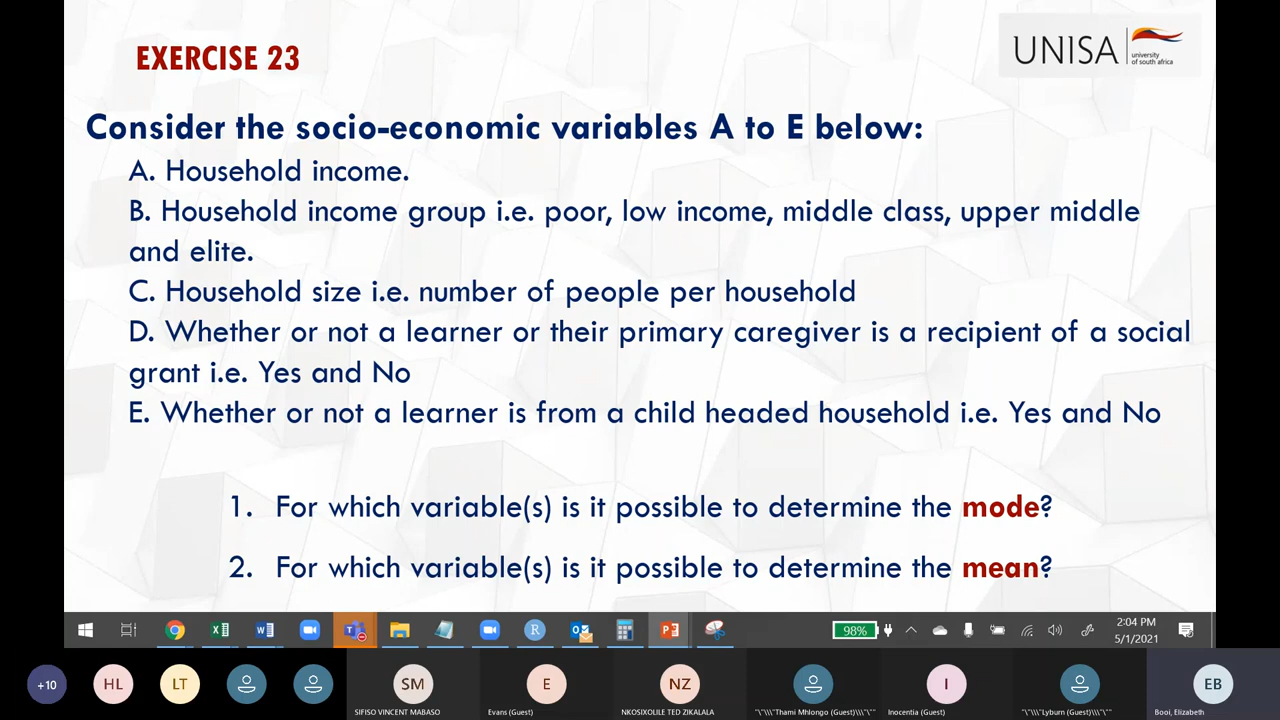 EXERCISE 23
UNISA
university
of south africa
Consider the socio-economic variables A to E below:
A. Household income.
B. Household income group i.e. poor, low income, middle class, upper middle
and elite.
C. Household size i.e. number of people per household
D. Whether or not a learner or their primary caregiver is a recipient of a social
grant i.e. Yes and No
E. Whether or not a learner is from a child headed household i.e. Yes and No
1. For which variable(s) is it possible to determine the mode?
2. For which variable(s) is it possible to determine the mean?
98%
2:04 PM
5/1/2021
+10
HL
LT
SM
E
NZ
I
EB
SIFISO VINCENT MABASO
Evans (Guest)
NKOSIXOLILE TED ZIKALALA
"\"\\\"Thami Mhlongo (Guest)\\\"\""
Inocentia (Guest)
"\"\\\"Lyburn (Guest)\\\"\""
Booi, Elizabeth